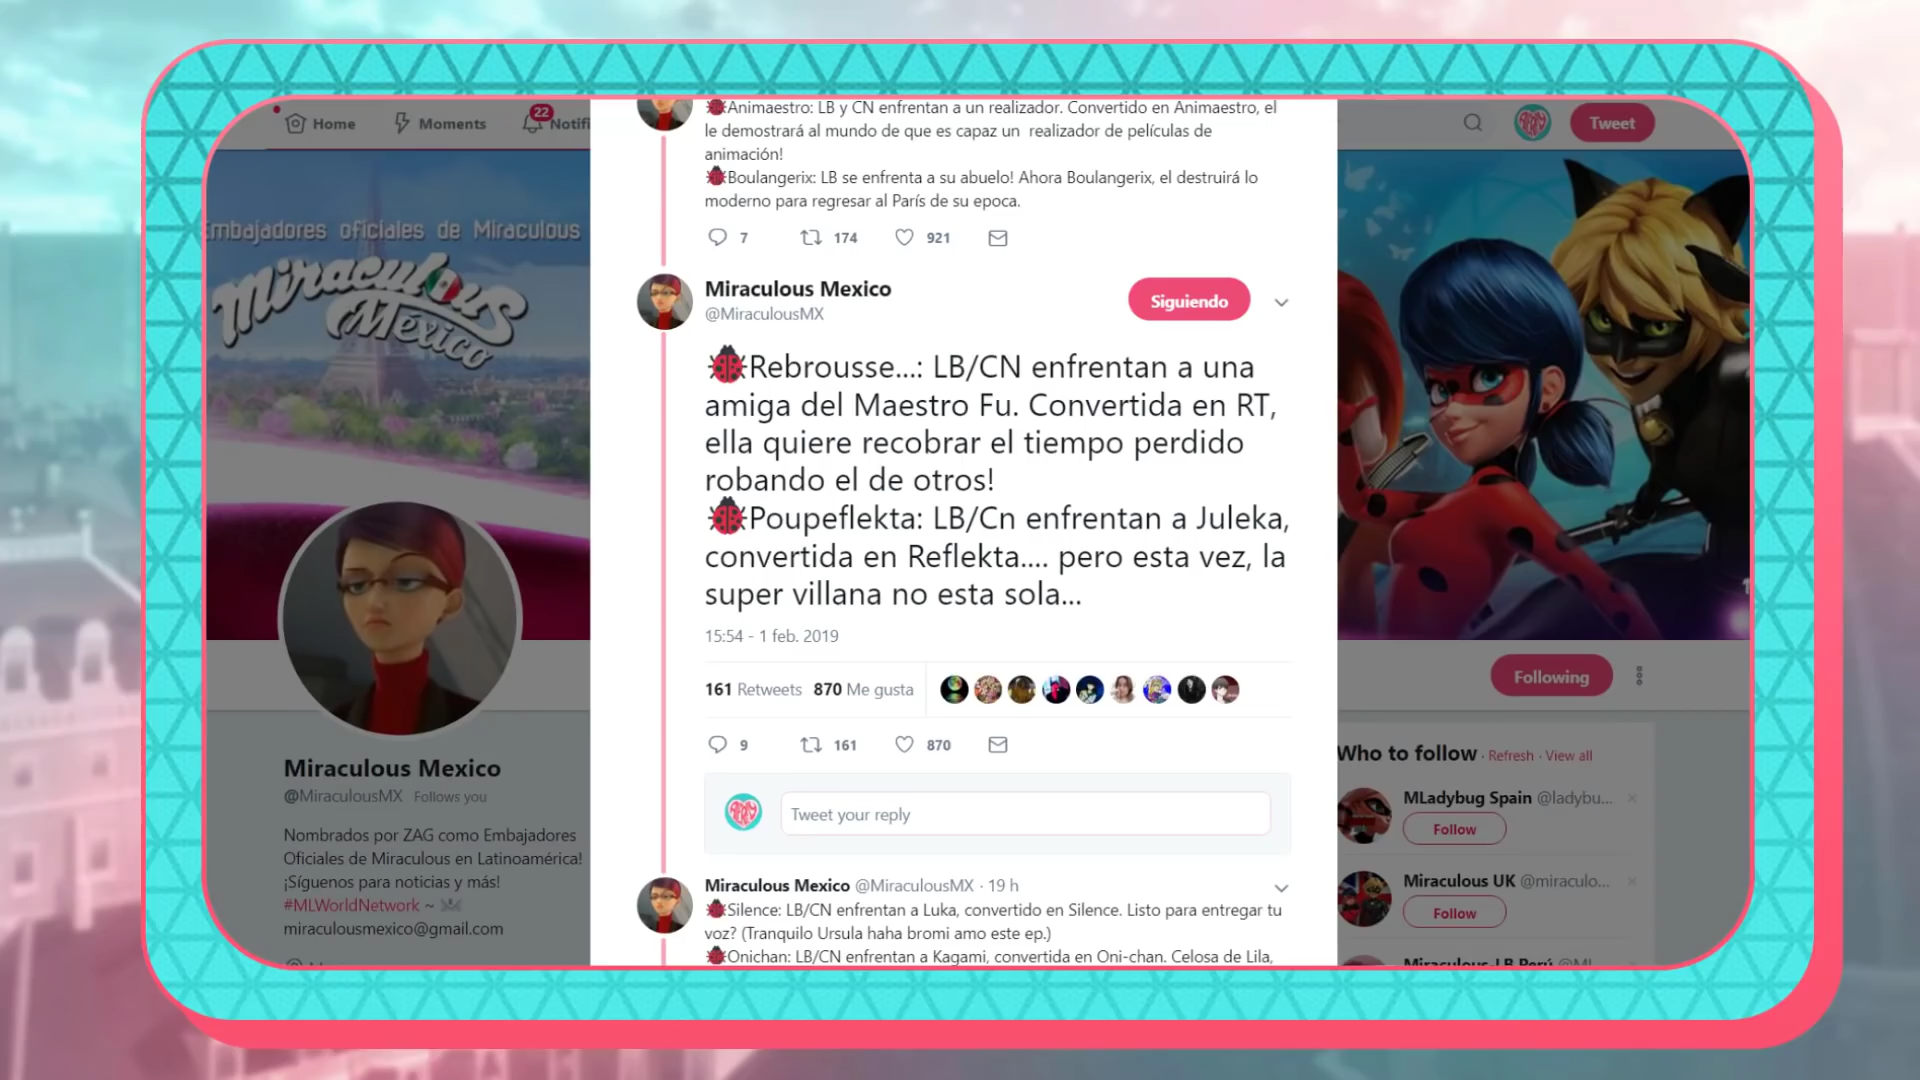 Home
Moments
22
Notifi
Tweet
Embajadores oficiales de Miraculous
Miraculous
México
Animaestro: LB y CN enfrentan a un realizador. Convertido en Animaestro, el
le demostrará al mundo de que es capaz un realizador de películas de
animación!
Boulangerix: LB se enfrenta a su abuelo! Ahora Boulangerix, el destruirá lo
moderno para regresar al París de su epoca.
7 174 921
Miraculous Mexico
@MiraculousMX
Siguiendo
Rebrousse...: LB/CN enfrentan a una
amiga del Maestro Fu. Convertida en RT,
ella quiere recobrar el tiempo perdido
robando el de otros!
Poupeflekta: LB/Cn enfrentan a Juleka,
convertida en Reflekta.... pero esta vez, la
super villana no esta sola...
15:54 - 1 feb. 2019
161 Retweets 870 Me gusta
9 161 870
Tweet your reply
Miraculous Mexico @MiraculousMX · 19 h
Silence: LB/CN enfrentan a Luka, convertido en Silence. Listo para entregar tu
voz? (Tranquilo Ursula haha bromi amo este ep.)
Onichan: LB/CN enfrentan a Kagami, convertida en Oni-chan. Celosa de Lila,
Miraculous Mexico
@MiraculousMX Follows you
Nombrados por ZAG como Embajadores
Oficiales de Miraculous en Latinoamérica!
¡Síguenos para noticias y más!
#MLWorldNetwork ~
miraculousmexico@gmail.com
Following
Who to follow · Refresh · View all
MLadybug Spain @ladybu...
Follow
Miraculous UK @miraculo...
Follow
Miraculous-LB Perú @ML